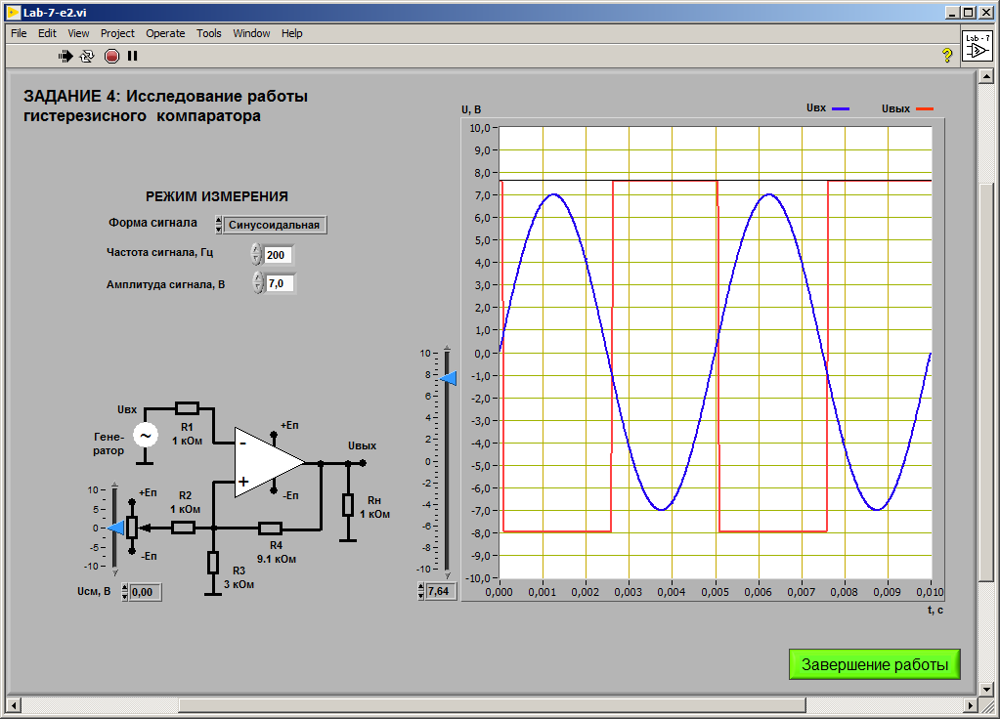 Lab-7-e2.vi
File Edit View Project Operate Tools Window Help
?
Lab - 7
ЗАДАНИЕ 4: Исследование работы
гистерезисного компаратора
РЕЖИМ ИЗМЕРЕНИЯ
Форма сигнала Синусоидальная
Частота сигнала, Гц 200
Амплитуда сигнала, В 7,0
Uвх
R1
1 кОм
Гене-
ратор
~
-
+
+Еп
-Еп
Uвых
Rн
1 кОм
+Еп
-Еп
R2
1 кОм
R4
9.1 кОм
R3
3 кОм
10
5
0
-5
-10
Uсм, В 0,00
10
8
6
4
2
0
-2
-4
-6
-8
-10
7,64
U, В
Uвх Uвых
10,0
9,0
8,0
7,0
6,0
5,0
4,0
3,0
2,0
1,0
0,0
-1,0
-2,0
-3,0
-4,0
-5,0
-6,0
-7,0
-8,0
-9,0
-10,0
0,000 0,001 0,002 0,003 0,004 0,005 0,006 0,007 0,008 0,009 0,010
t, с
Завершение работы